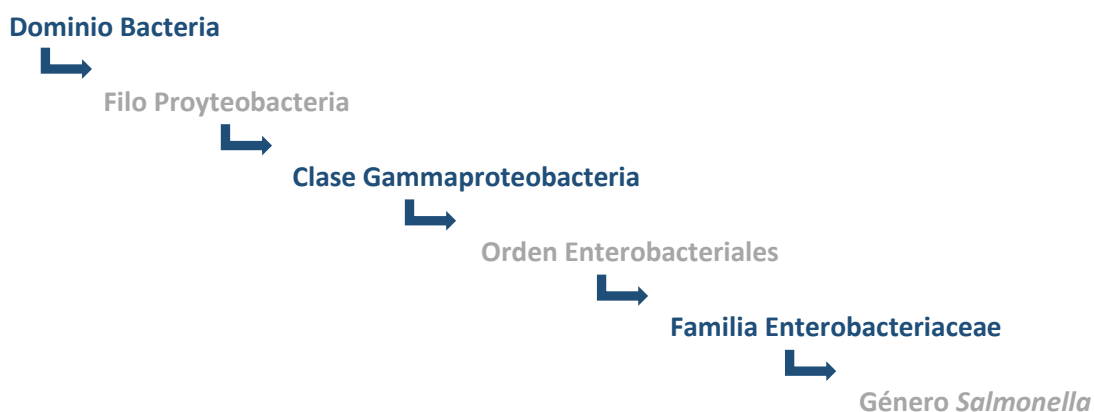 Dominio Bacteria
Filo Proyteobacteria
Clase Gammaproteobacteria
Orden Enterobacteriales
Familia Enterobacteriaceae
Género Salmonella